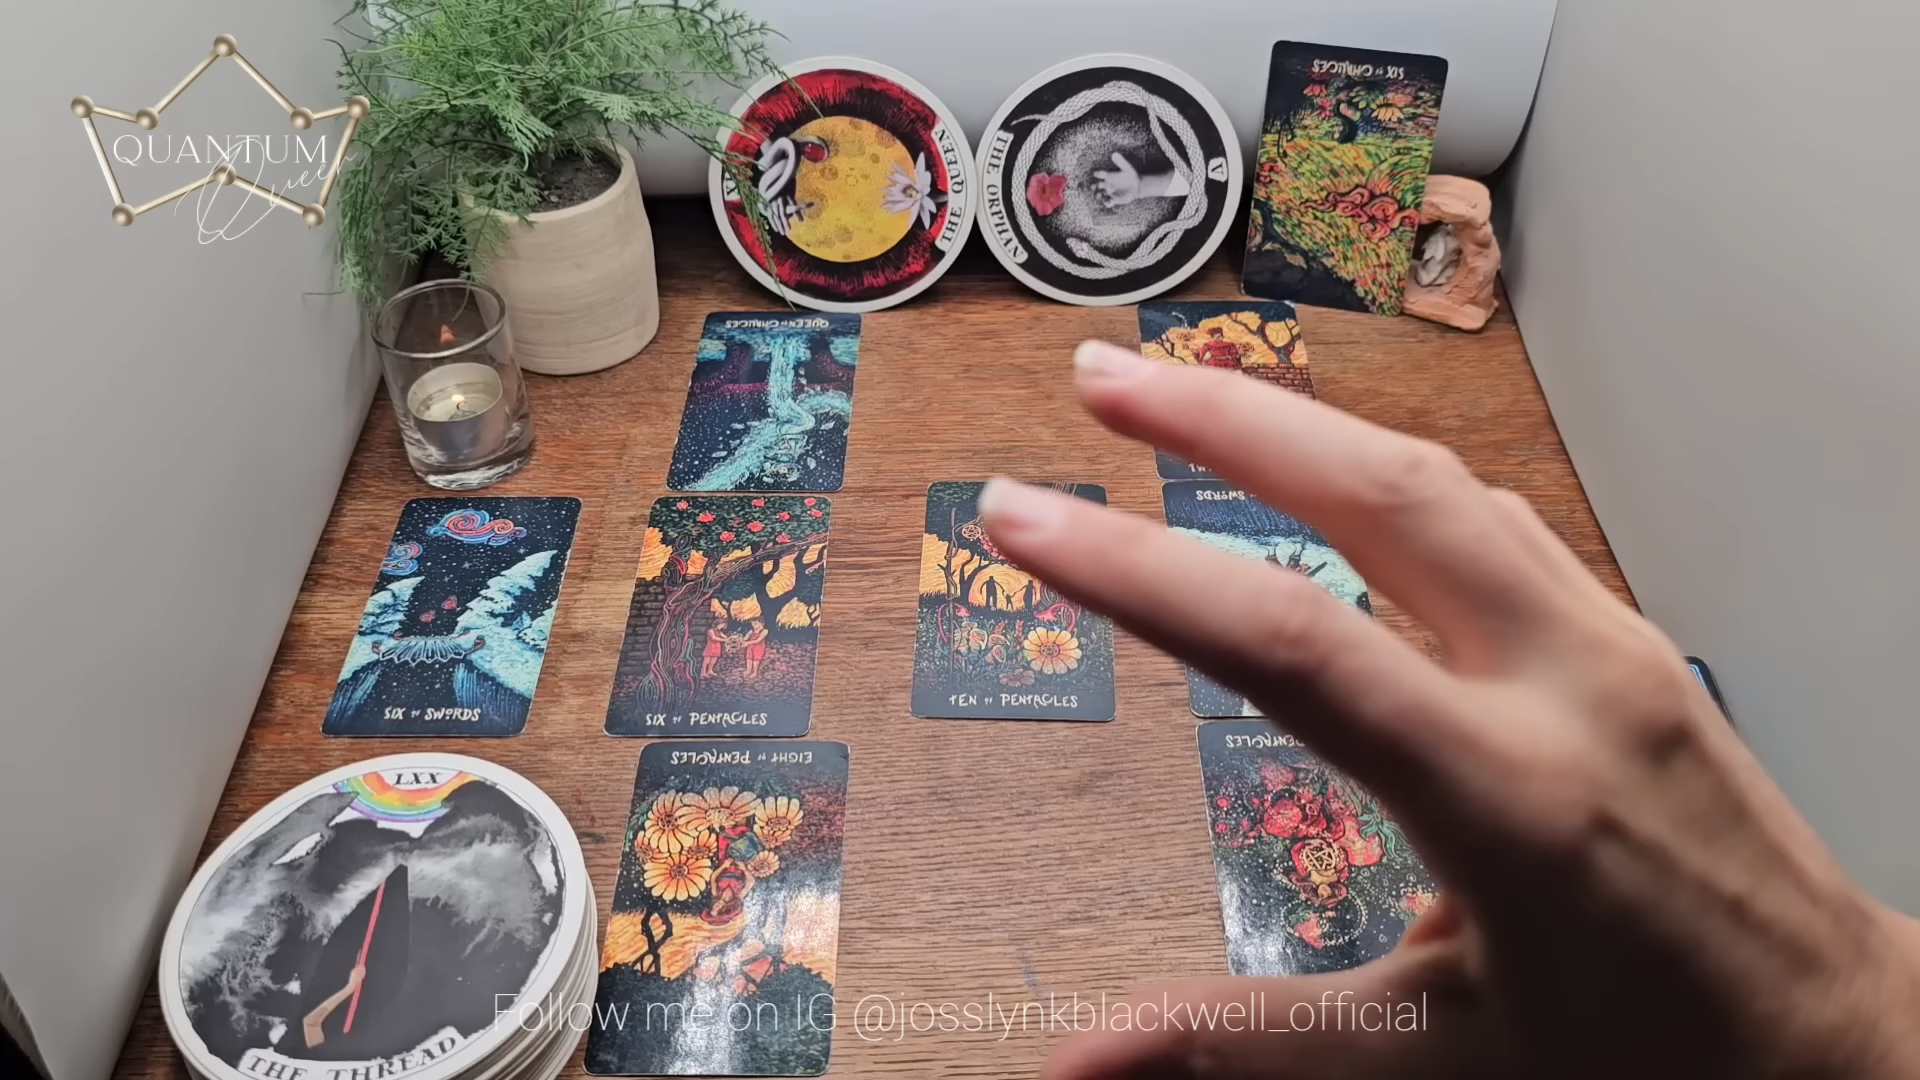 QUANTUM
Queen
THE QUEEN
THE ORPHAN
V
SIX OF CHALICES
QUEEN OF CHALICES
SWORDS
SIX OF SWORDS
SIX OF PENTACLES
TEN OF PENTACLES
EIGHT OF PENTACLES
PENTACLES
LXX
THE THREAD
Follow me on IG @josslynkblackwell_official